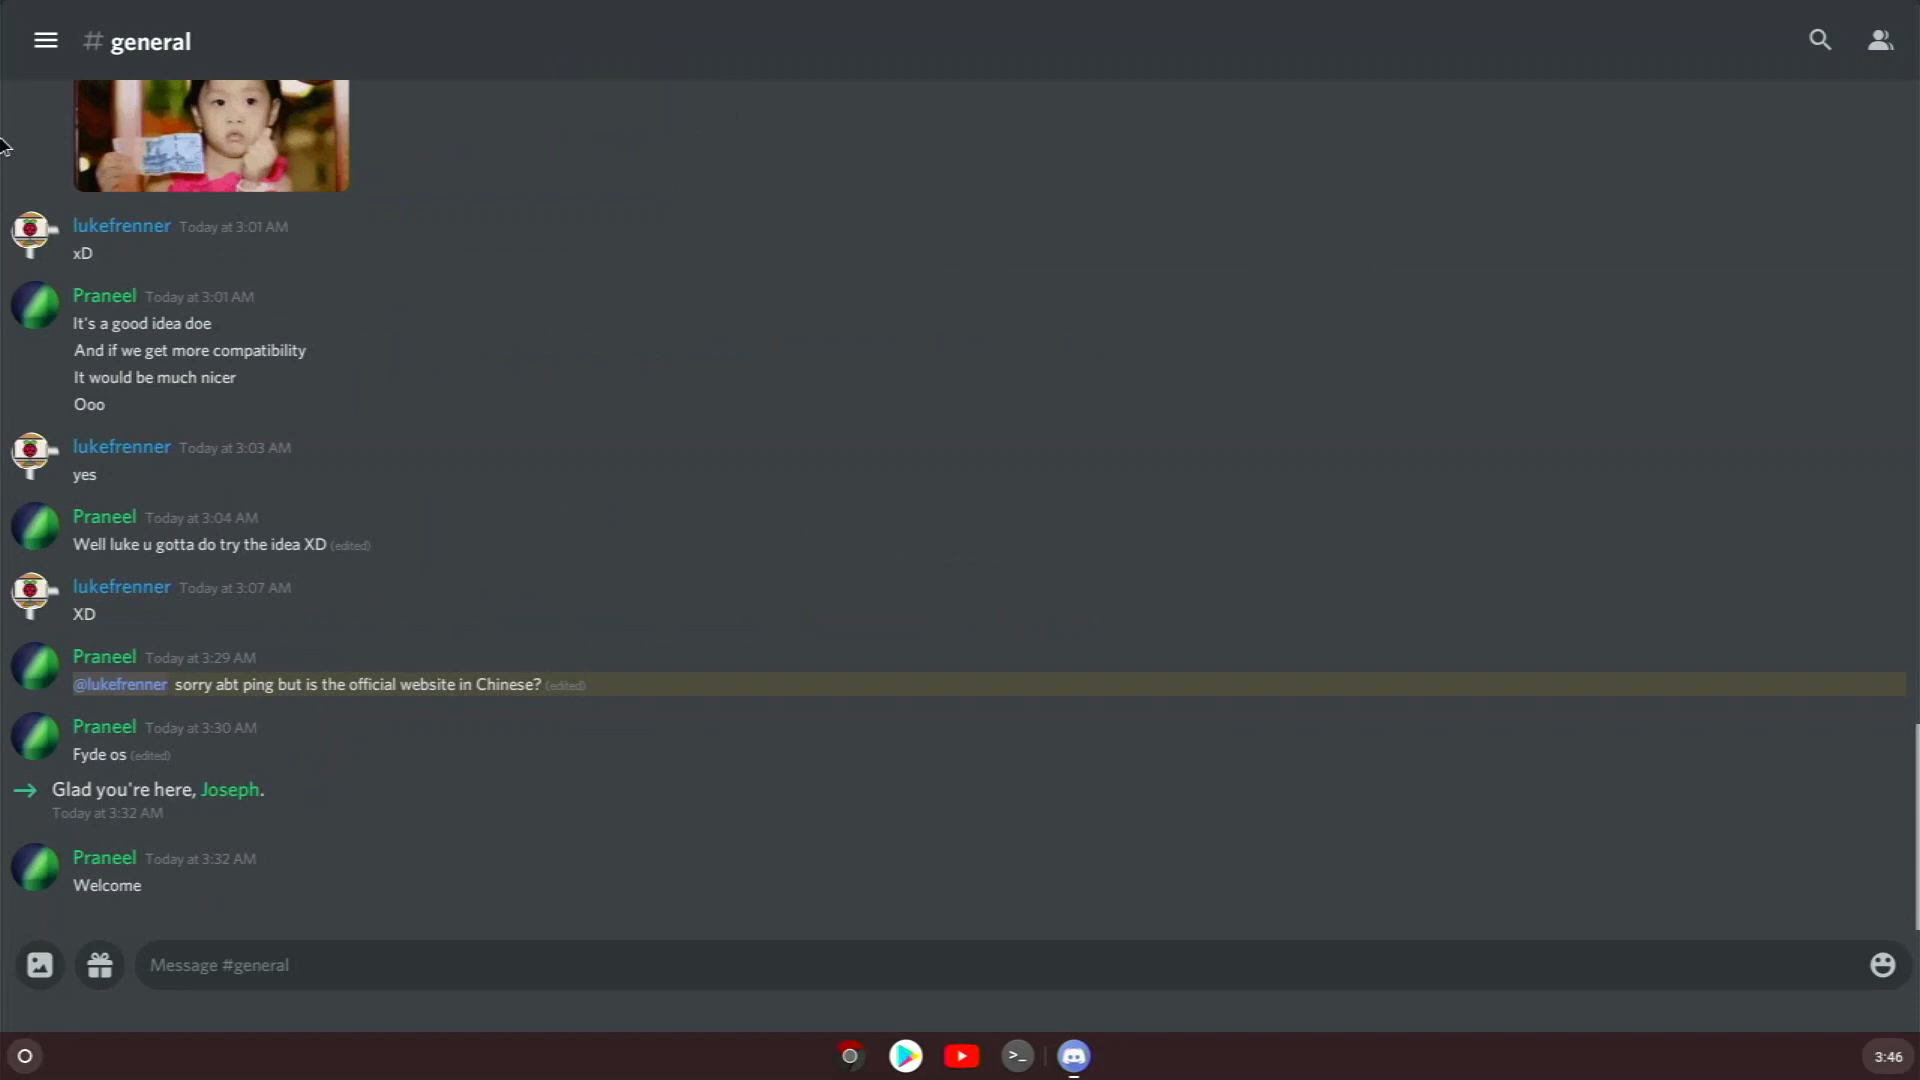 # general
lukefrenner Today at 3:01 AM
xD
Praneel Today at 3:01 AM
It's a good idea doe
And if we get more compatibility
It would be much nicer
Ooo
lukefrenner Today at 3:03 AM
yes
Praneel Today at 3:04 AM
Well luke u gotta do try the idea XD (edited)
lukefrenner Today at 3:07 AM
XD
Praneel Today at 3:29 AM
@lukefrenner sorry abt ping but is the official website in Chinese? (edited)
Praneel Today at 3:30 AM
Fyde os (edited)
Glad you're here, Joseph.
Today at 3:32 AM
Praneel Today at 3:32 AM
Welcome
Message #general
>_
3:46